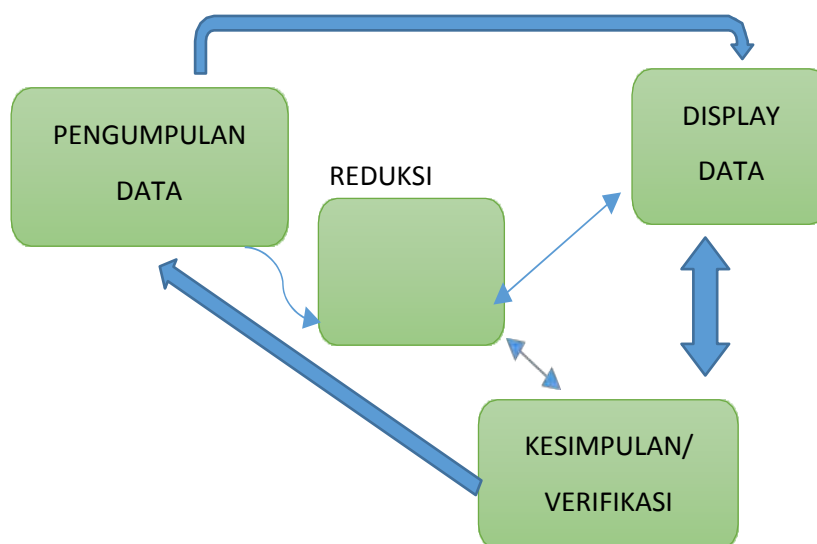 PENGUMPULAN
DATA
REDUKSI
DISPLAY
DATA
KESIMPULAN/
VERIFIKASI